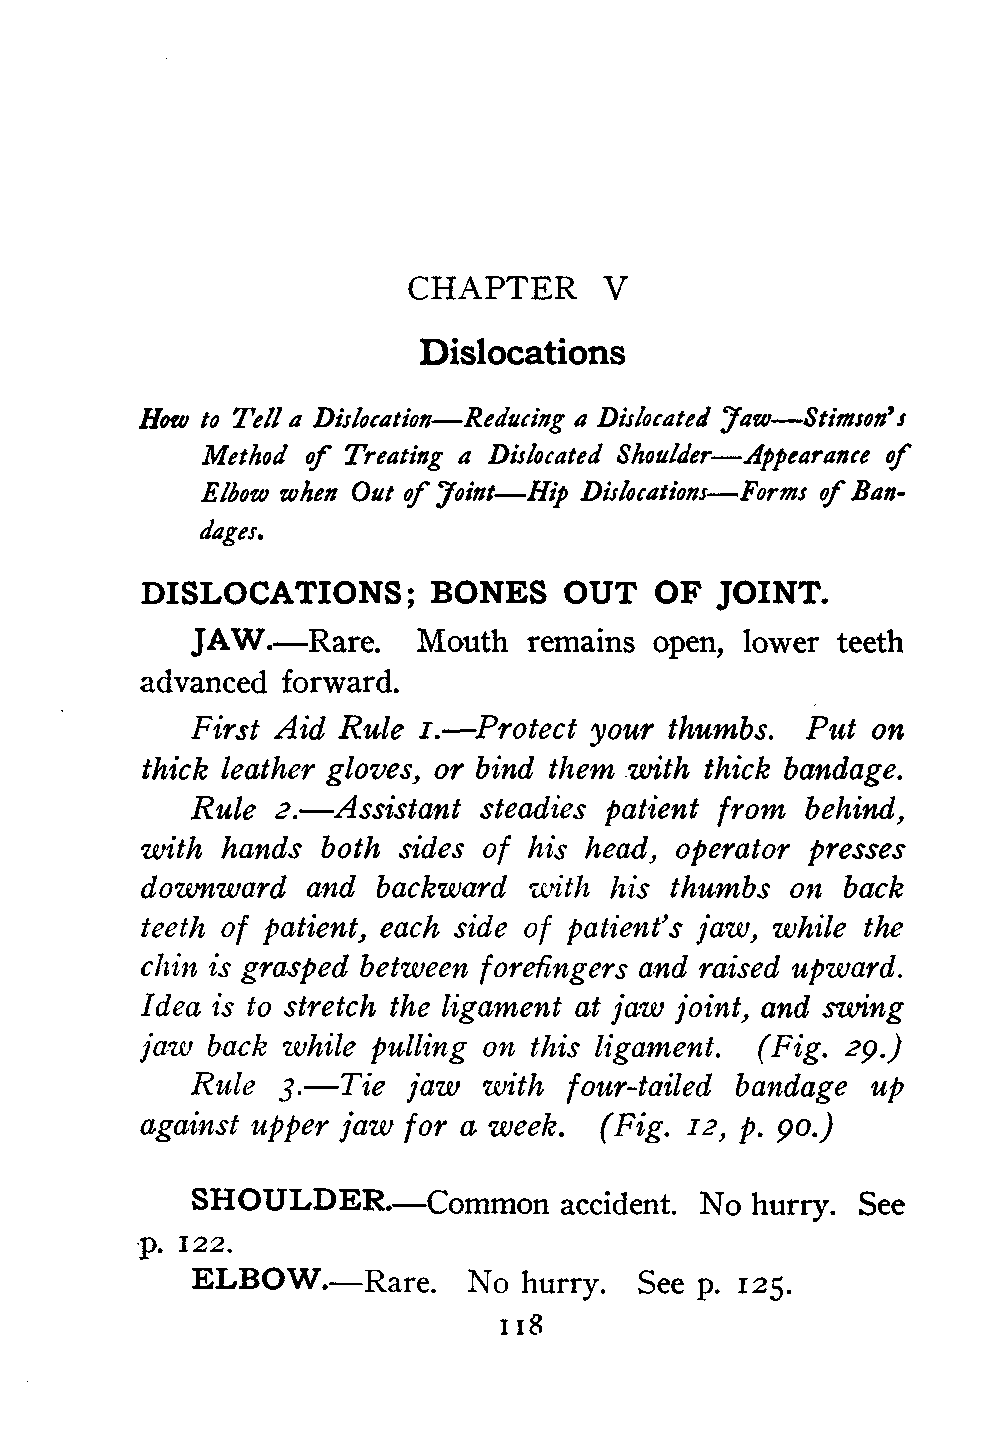 CHAPTER V
Dislocations
How to Tell a Dislocation—Reducing a Dislocated Jaw—Stimson's
Method of Treating a Dislocated Shoulder—Appearance of
Elbow when Out of Joint—Hip Dislocations—Forms of Ban-
dages.
DISLOCATIONS; BONES OUT OF JOINT.
JAW.—Rare. Mouth remains open, lower teeth
advanced forward.
First Aid Rule 1.—Protect your thumbs. Put on
thick leather gloves, or bind them with thick bandage.
Rule 2.—Assistant steadies patient from behind,
with hands both sides of his head, operator presses
downward and backward with his thumbs on back
teeth of patient, each side of patient's jaw, while the
chin is grasped between forefingers and raised upward.
Idea is to stretch the ligament at jaw joint, and swing
jaw back while pulling on this ligament. (Fig. 29.)
Rule 3.—Tie jaw with four-tailed bandage up
against upper jaw for a week. (Fig. 12, p. 90.)
SHOULDER.—Common accident. No hurry. See
p. 122.
ELBOW.—Rare. No hurry. See p. 125.
118